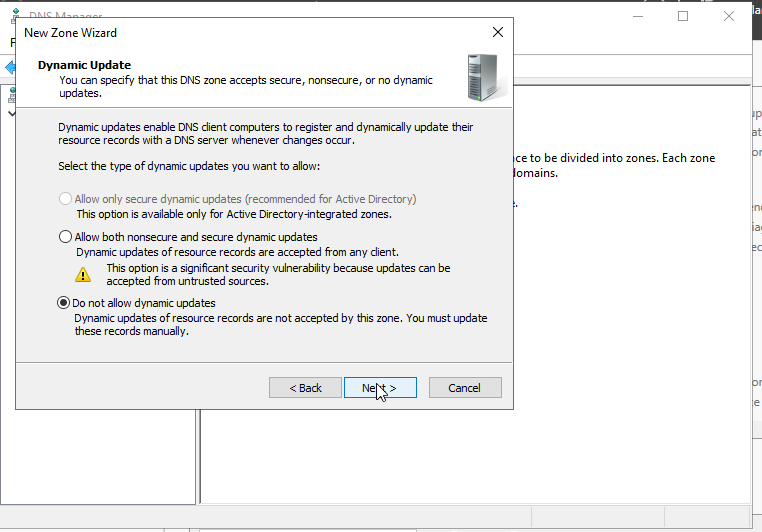 DNS Manager
New Zone Wizard
F
Dynamic Update
You can specify that this DNS zone accepts secure, nonsecure, or no dynamic
updates.
Dynamic updates enable DNS client computers to register and dynamically update their
resource records with a DNS server whenever changes occur.
Select the type of dynamic updates you want to allow:
ce to be divided into zones. Each zone
domains.
Allow only secure dynamic updates (recommended for Active Directory)
This option is available only for Active Directory-integrated zones.
Allow both nonsecure and secure dynamic updates
Dynamic updates of resource records are accepted from any client.
This option is a significant security vulnerability because updates can be
accepted from untrusted sources.
Do not allow dynamic updates
Dynamic updates of resource records are not accepted by this zone. You must update
these records manually.
< Back
Next >
Cancel